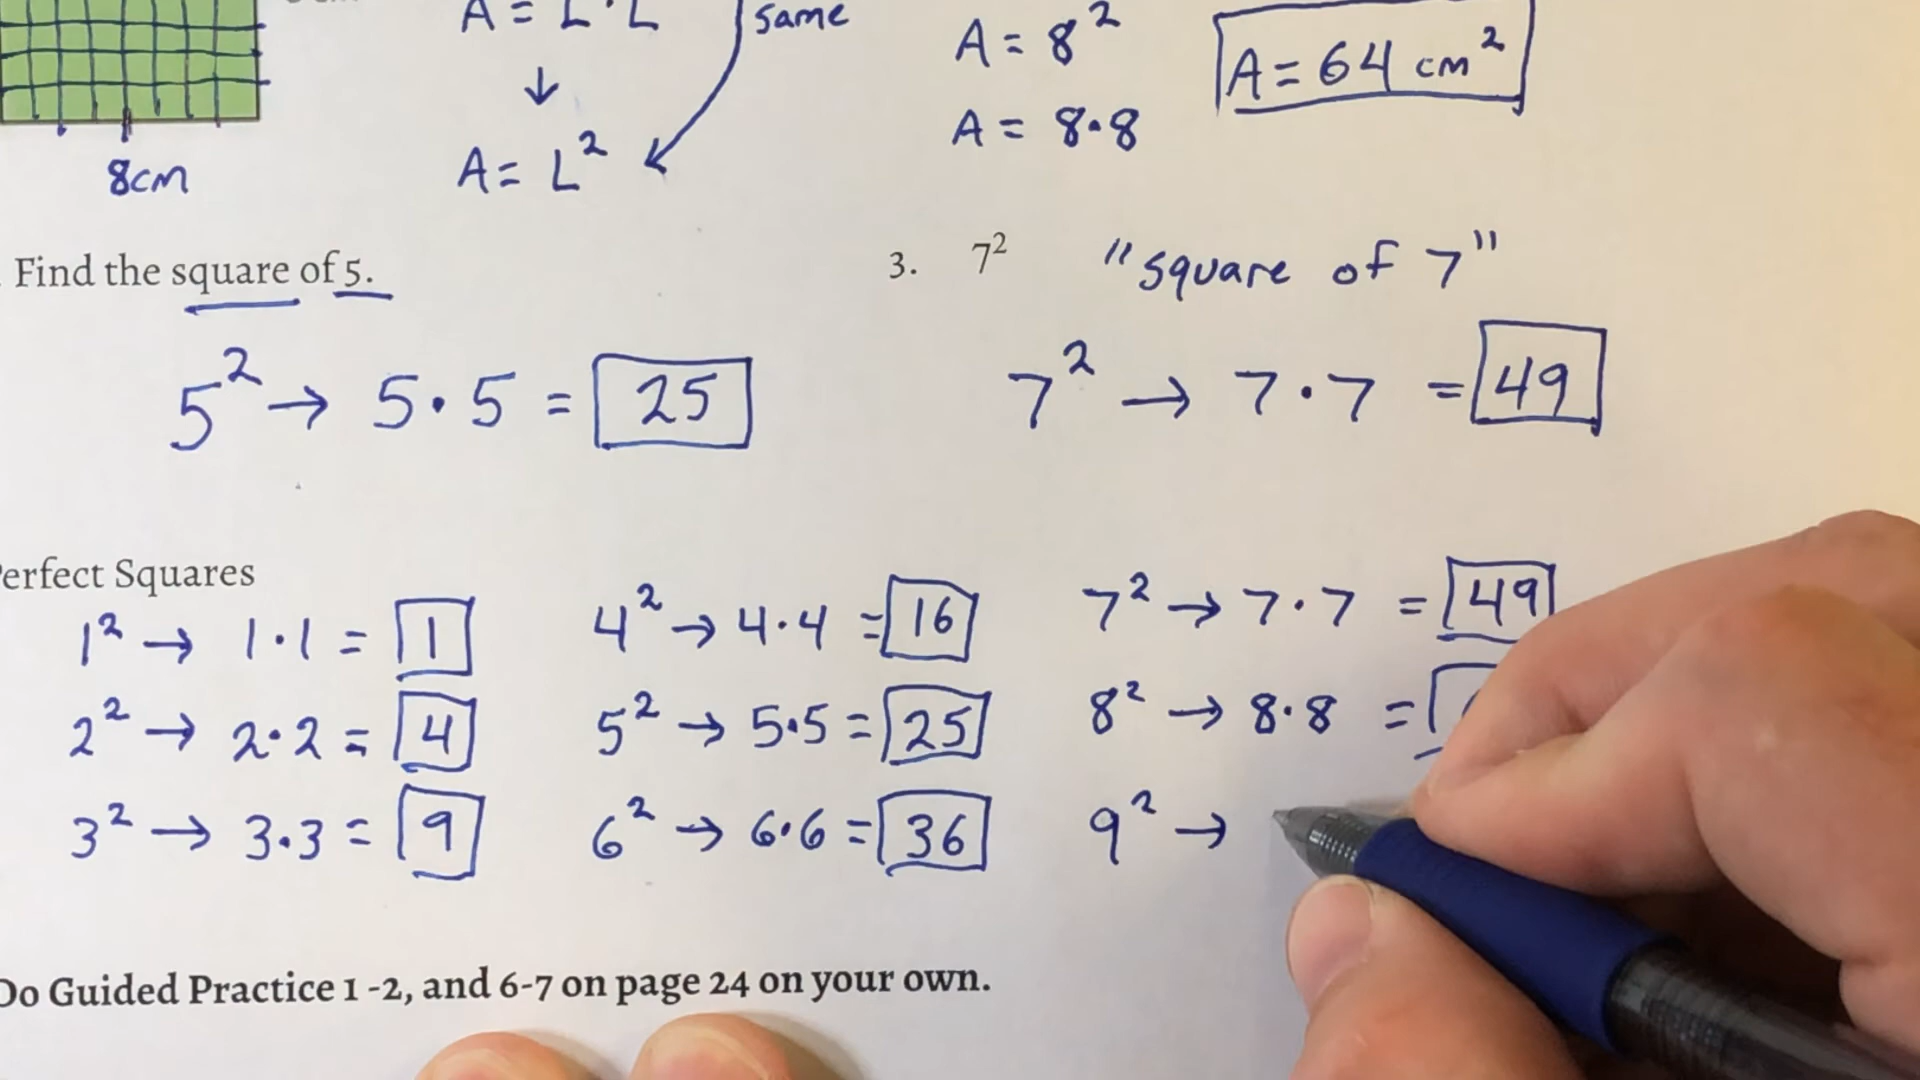 A = L · L
same
A = 8²
A = 64 cm²
↓
A = 8·8
A = L²
8cm
Find the square of 5.
3. 7² "square of 7"
5² → 5 · 5 = 25
7² → 7 · 7 = 49
Perfect Squares
1² → 1·1 = 1
4² → 4·4 = 16
7² → 7·7 = 49
2² → 2·2 = 4
5² → 5·5 = 25
8² → 8·8 =
3² → 3·3 = 9
6² → 6·6 = 36
9² →
Do Guided Practice 1 -2, and 6-7 on page 24 on your own.